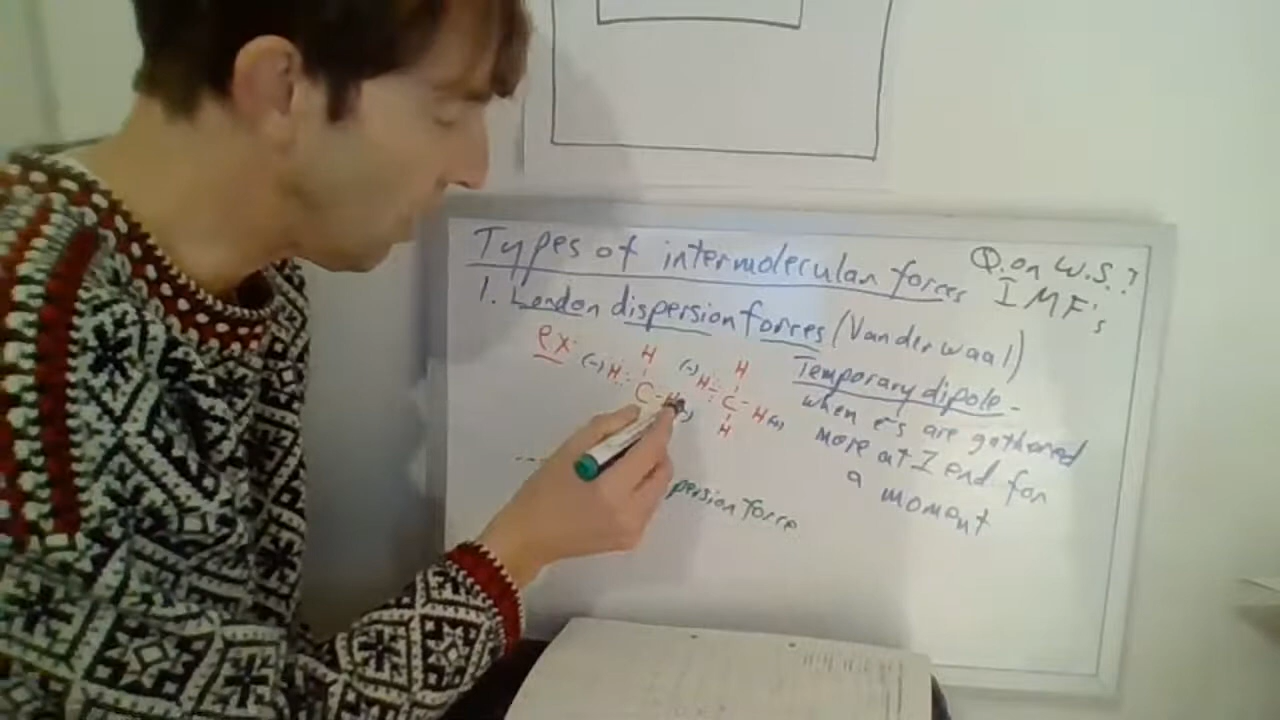 Types of intermolecular forces
Q. on W.S.?
IMF's
1. London dispersion forces (Van der waal)
ex:
H H
(-) H C H (-) H C H (+)
H
persion force
Temporary dipole -
when e-s are gathered
more at 1 end for
a moment